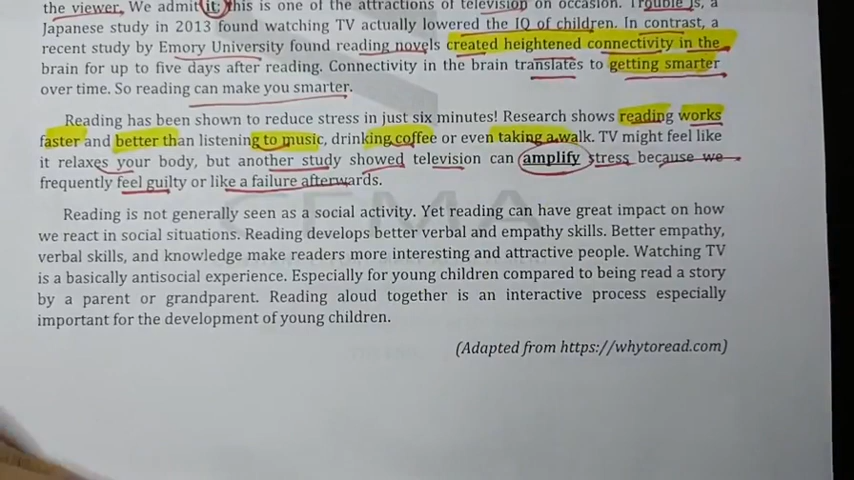 the viewer. We admit it: this is one of the attractions of television on occasion. Trouble is, a
Japanese study in 2013 found watching TV actually lowered the IQ of children. In contrast, a
recent study by Emory University found reading novels created heightened connectivity in the
brain for up to five days after reading. Connectivity in the brain translates to getting smarter
over time. So reading can make you smarter.
Reading has been shown to reduce stress in just six minutes! Research shows reading works
faster and better than listening to music, drinking coffee or even taking a walk. TV might feel like
it relaxes your body, but another study showed television can amplify stress because we
frequently feel guilty or like a failure afterwards.
Reading is not generally seen as a social activity. Yet reading can have great impact on how
we react in social situations. Reading develops better verbal and empathy skills. Better empathy,
verbal skills, and knowledge make readers more interesting and attractive people. Watching TV
is a basically antisocial experience. Especially for young children compared to being read a story
by a parent or grandparent. Reading aloud together is an interactive process especially
important for the development of young children.
(Adapted from https://whytoread.com)